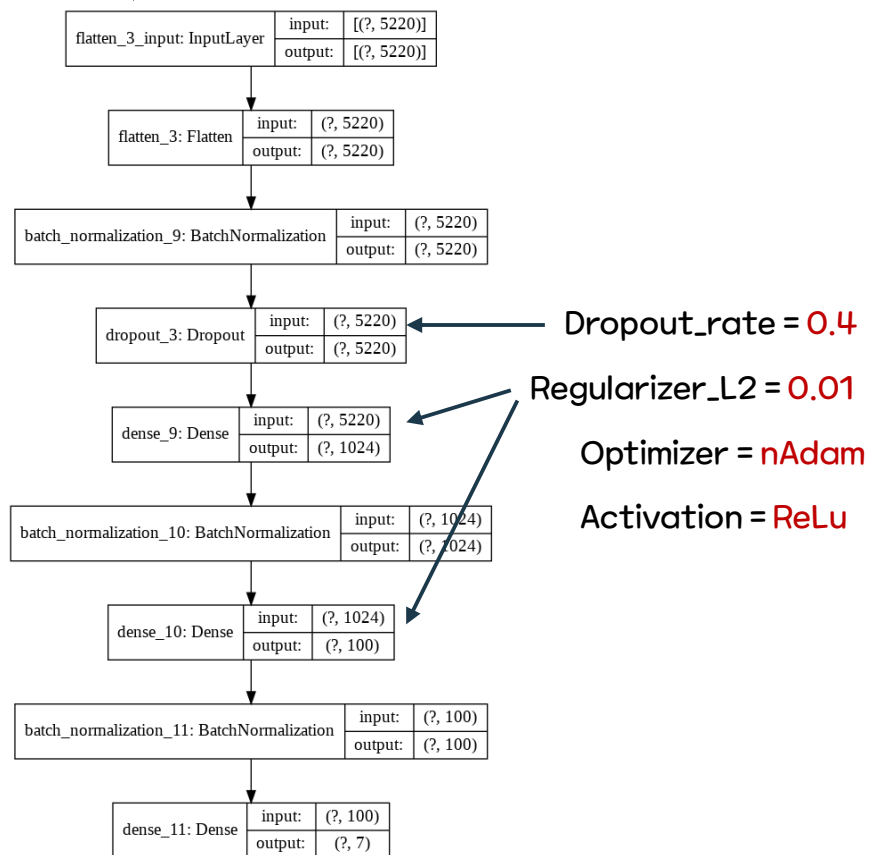 flatten_3_input: InputLayer
input: [(?, 5220)]
output: [(?, 5220)]
flatten_3: Flatten
input: (?, 5220)
output: (?, 5220)
batch_normalization_9: BatchNormalization
input: (?, 5220)
output: (?, 5220)
dropout_3: Dropout
input: (?, 5220)
output: (?, 5220)
Dropout_rate = 0.4
Regularizer_L2 = 0.01
dense_9: Dense
input: (?, 5220)
output: (?, 1024)
Optimizer = nAdam
Activation = ReLu
batch_normalization_10: BatchNormalization
input: (?, 1024)
output: (?, 1024)
dense_10: Dense
input: (?, 1024)
output: (?, 100)
batch_normalization_11: BatchNormalization
input: (?, 100)
output: (?, 100)
dense_11: Dense
input: (?, 100)
output: (?, 7)